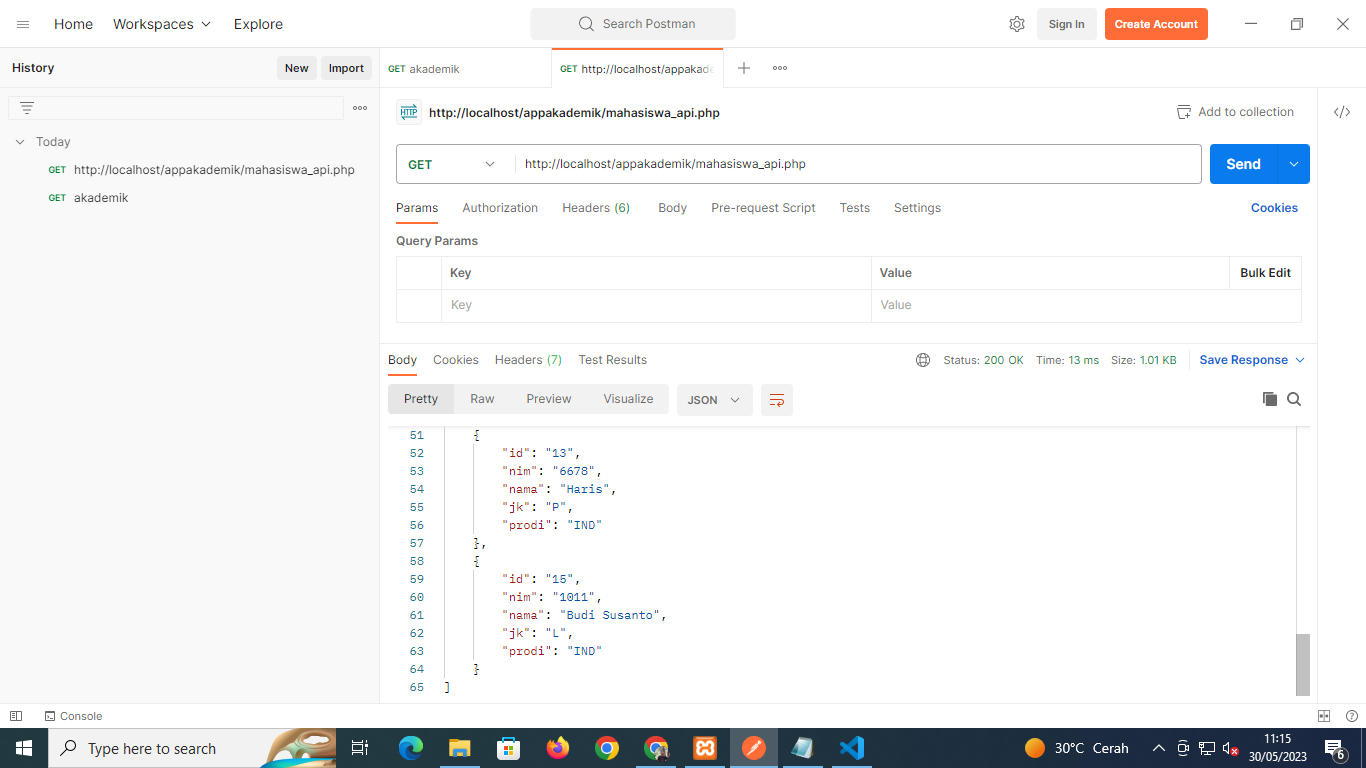 Home Workspaces Explore Search Postman Sign In Create Account
History New Import
GET akademik GET http://localhost/appakade
HTTP http://localhost/appakademik/mahasiswa_api.php Add to collection
Today
GET http://localhost/appakademik/mahasiswa_api.php
GET akademik
GET http://localhost/appakademik/mahasiswa_api.php Send
Params Authorization Headers (6) Body Pre-request Script Tests Settings Cookies
Query Params
Key Value Bulk Edit
Key Value
Body Cookies Headers (7) Test Results Status: 200 OK Time: 13 ms Size: 1.01 KB Save Response
Pretty Raw Preview Visualize JSON
51 {
52 "id": "13",
53 "nim": "6678",
54 "nama": "Haris",
55 "jk": "P",
56 "prodi": "IND"
57 },
58 {
59 "id": "15",
60 "nim": "1011",
61 "nama": "Budi Susanto",
62 "jk": "L",
63 "prodi": "IND"
64 }
65 ]
Console
Type here to search 30°C Cerah 11:15
30/05/2023 6